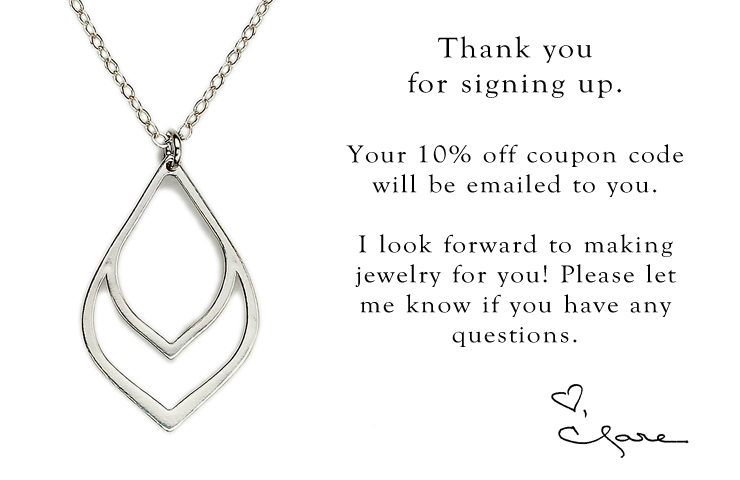 Thank you
for signing up.
Your 10% off coupon code
will be emailed to you.
I look forward to making
jewelry for you! Please let
me know if you have any
questions.
♡,
Clare